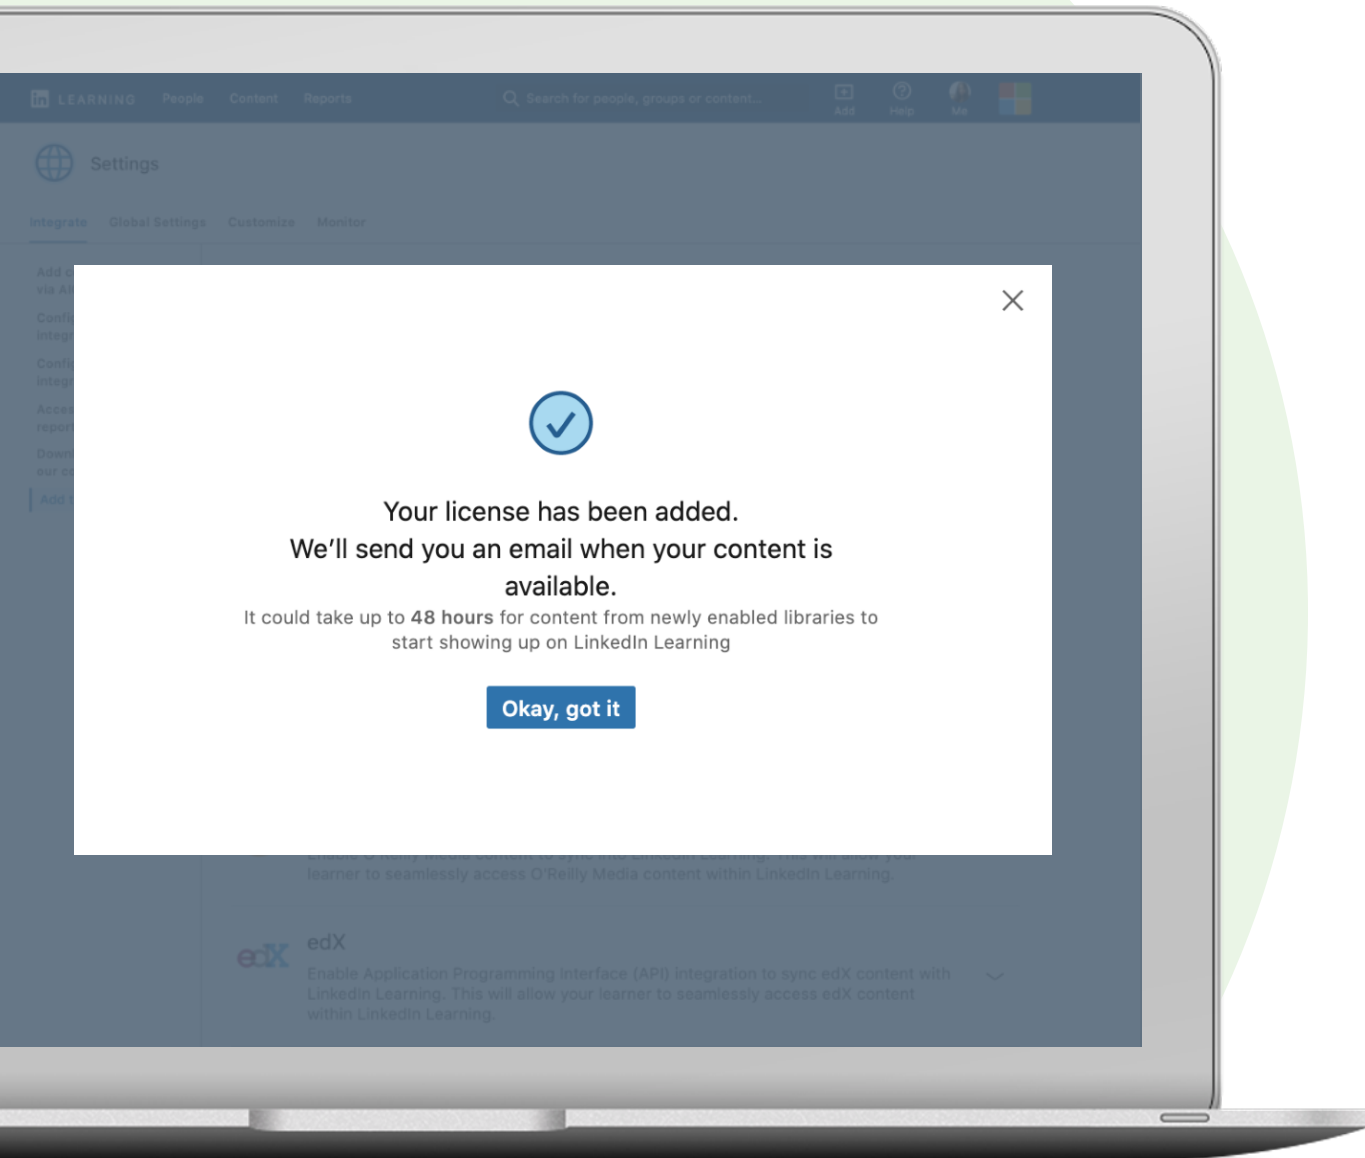 in LEARNING People Content Reports Search for people, groups or content... Add Help Me
Settings
Integrate Global Settings Customize Monitor
Add
via
Your license has been added.
We’ll send you an email when your content is
available.
It could take up to 48 hours for content from newly enabled libraries to
start showing up on LinkedIn Learning
Okay, got it
learner to seamlessly access O'Reilly Media content within LinkedIn Learning.
edX edX
Enable Application Programming Interface (API) integration to sync edX content with
LinkedIn Learning. This will allow your learner to seamlessly access edX content
within LinkedIn Learning.